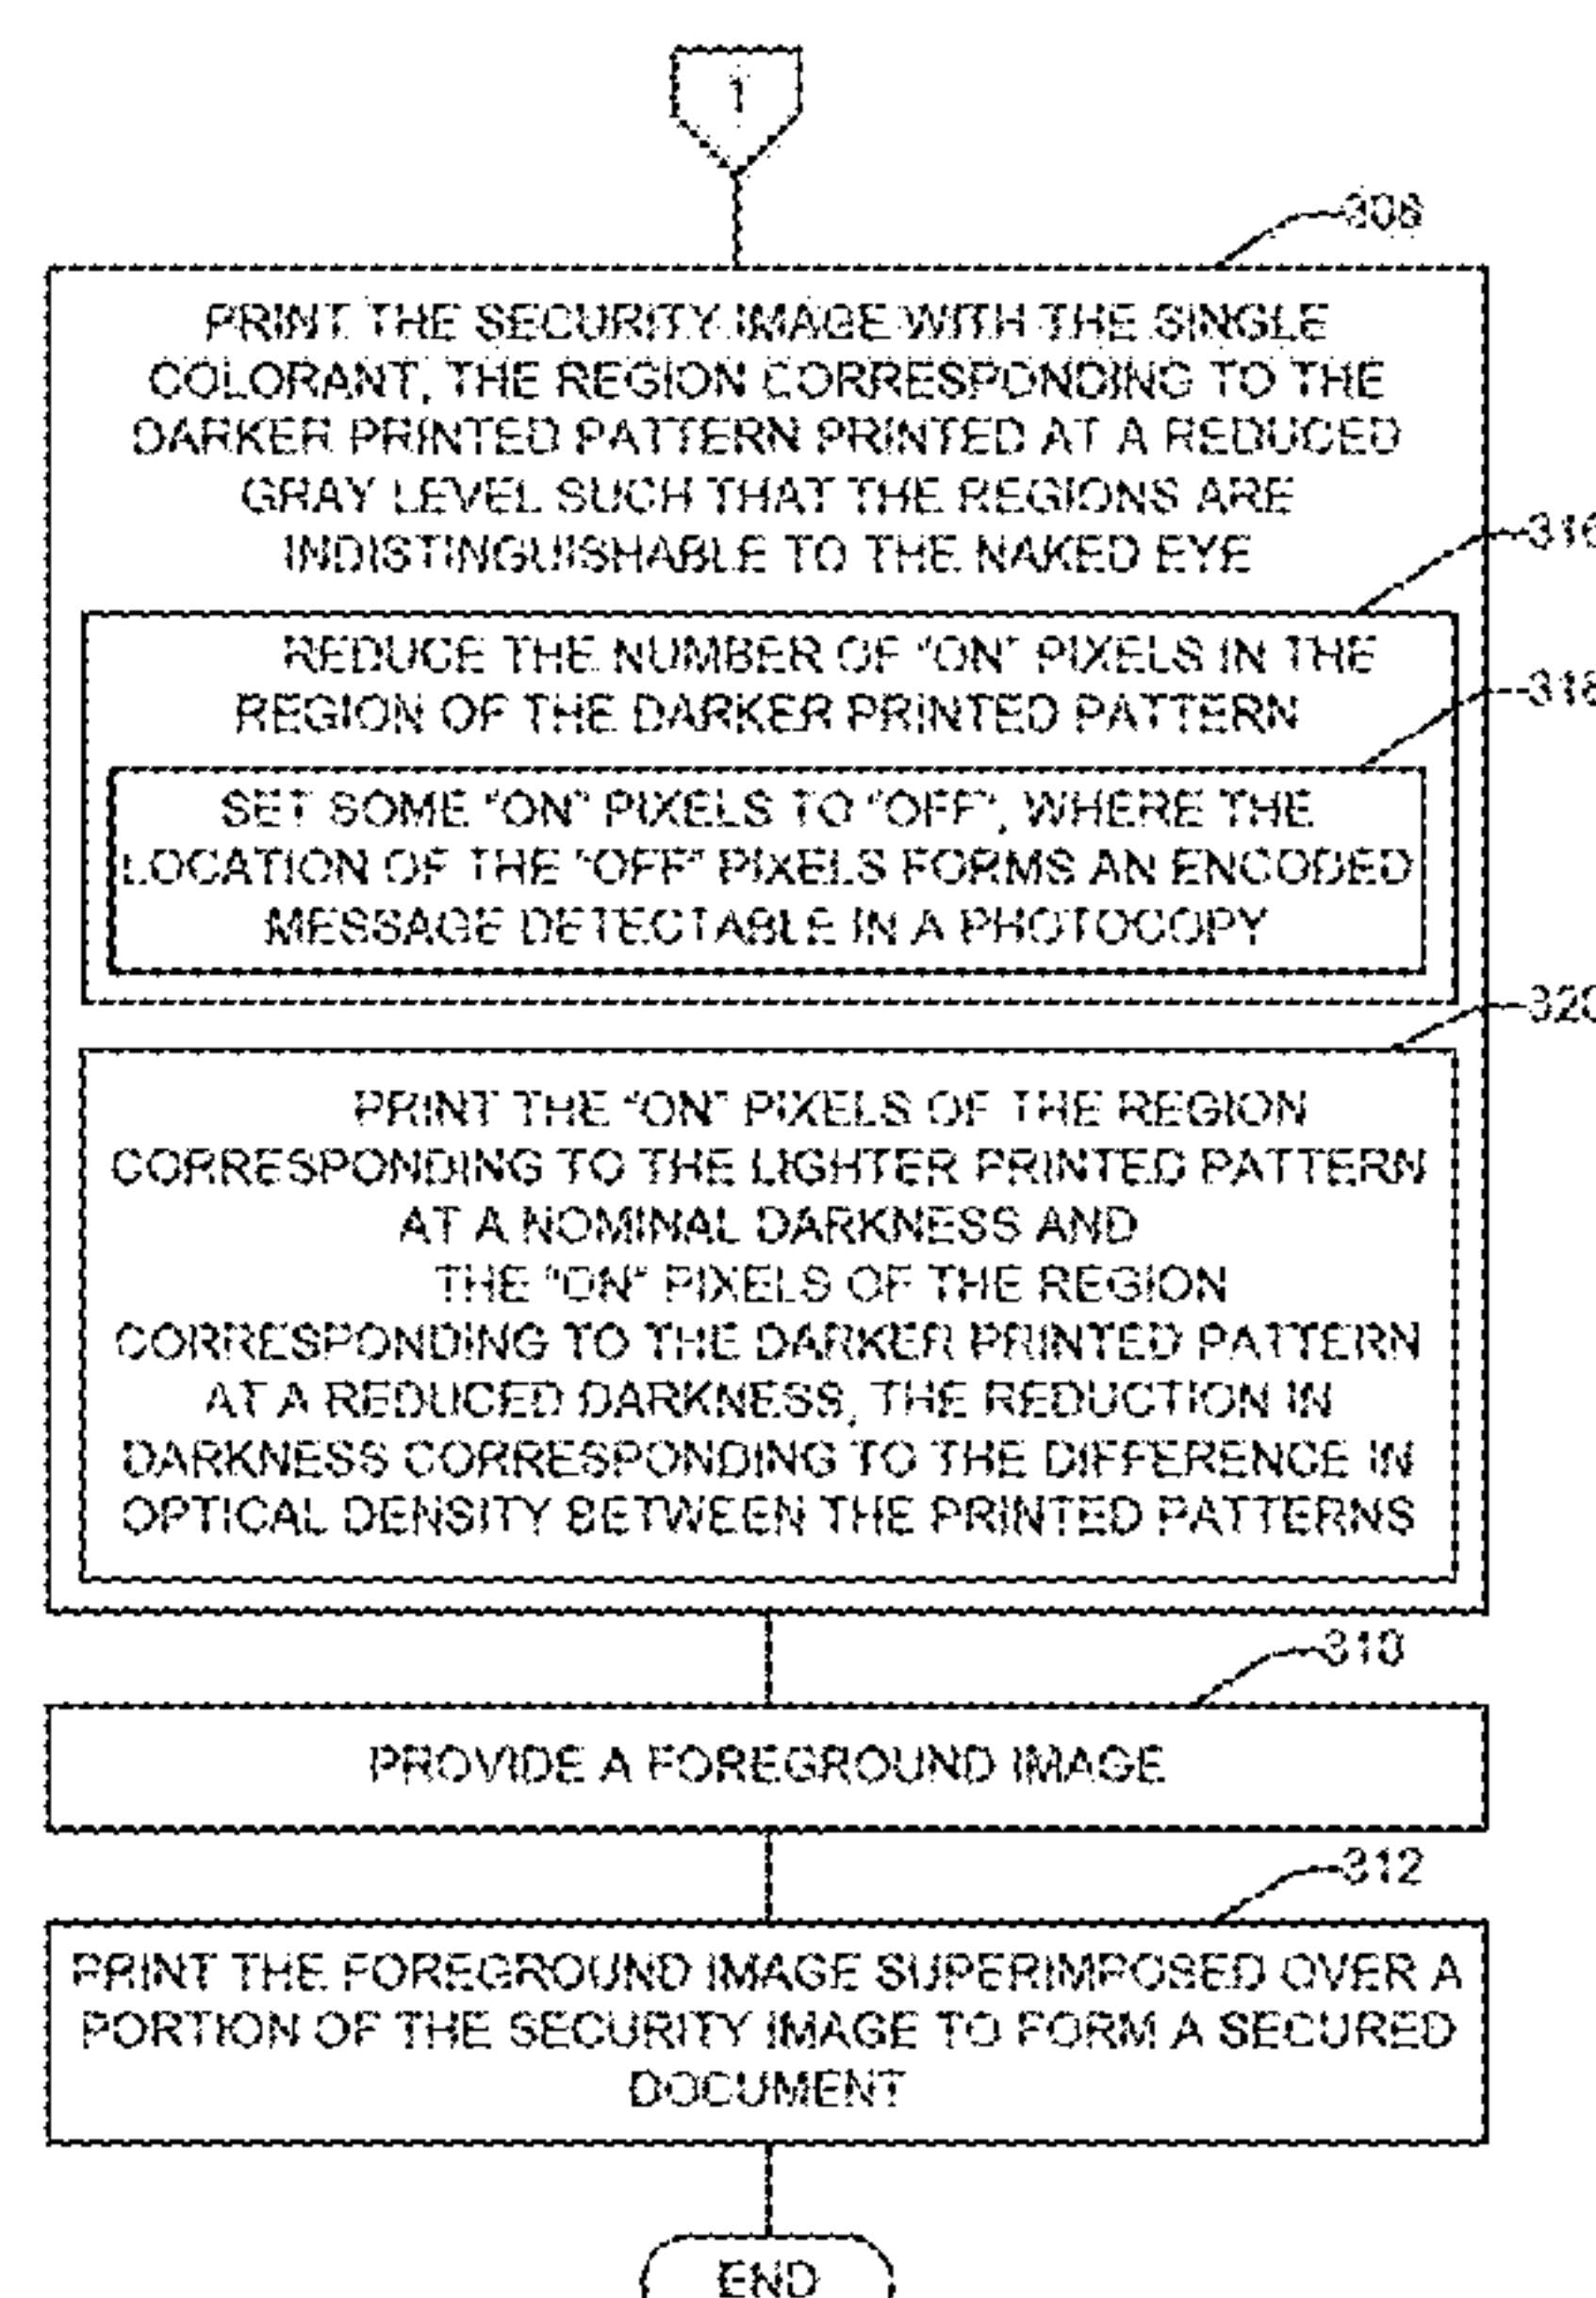 1
308
PRINT THE SECURITY IMAGE WITH THE SINGLE
COLORANT, THE REGION CORRESPONDING TO THE
DARKER PRINTED PATTERN PRINTED AT A REDUCED
GRAY LEVEL SUCH THAT THE REGIONS ARE
INDISTINGUISHABLE TO THE NAKED EYE
316
REDUCE THE NUMBER OF "ON" PIXELS IN THE
REGION OF THE DARKER PRINTED PATTERN
318
SET SOME "ON" PIXELS TO "OFF", WHERE THE
LOCATION OF THE "OFF" PIXELS FORMS AN ENCODED
MESSAGE DETECTABLE IN A PHOTOCOPY
320
PRINT THE "ON" PIXELS OF THE REGION
CORRESPONDING TO THE LIGHTER PRINTED PATTERN
AT A NOMINAL DARKNESS AND
THE "ON" PIXELS OF THE REGION
CORRESPONDING TO THE DARKER PRINTED PATTERN
AT A REDUCED DARKNESS, THE REDUCTION IN
DARKNESS CORRESPONDING TO THE DIFFERENCE IN
OPTICAL DENSITY BETWEEN THE PRINTED PATTERNS
310
PROVIDE A FOREGROUND IMAGE
312
PRINT THE FOREGROUND IMAGE SUPERIMPOSED OVER A
PORTION OF THE SECURITY IMAGE TO FORM A SECURED
DOCUMENT
END